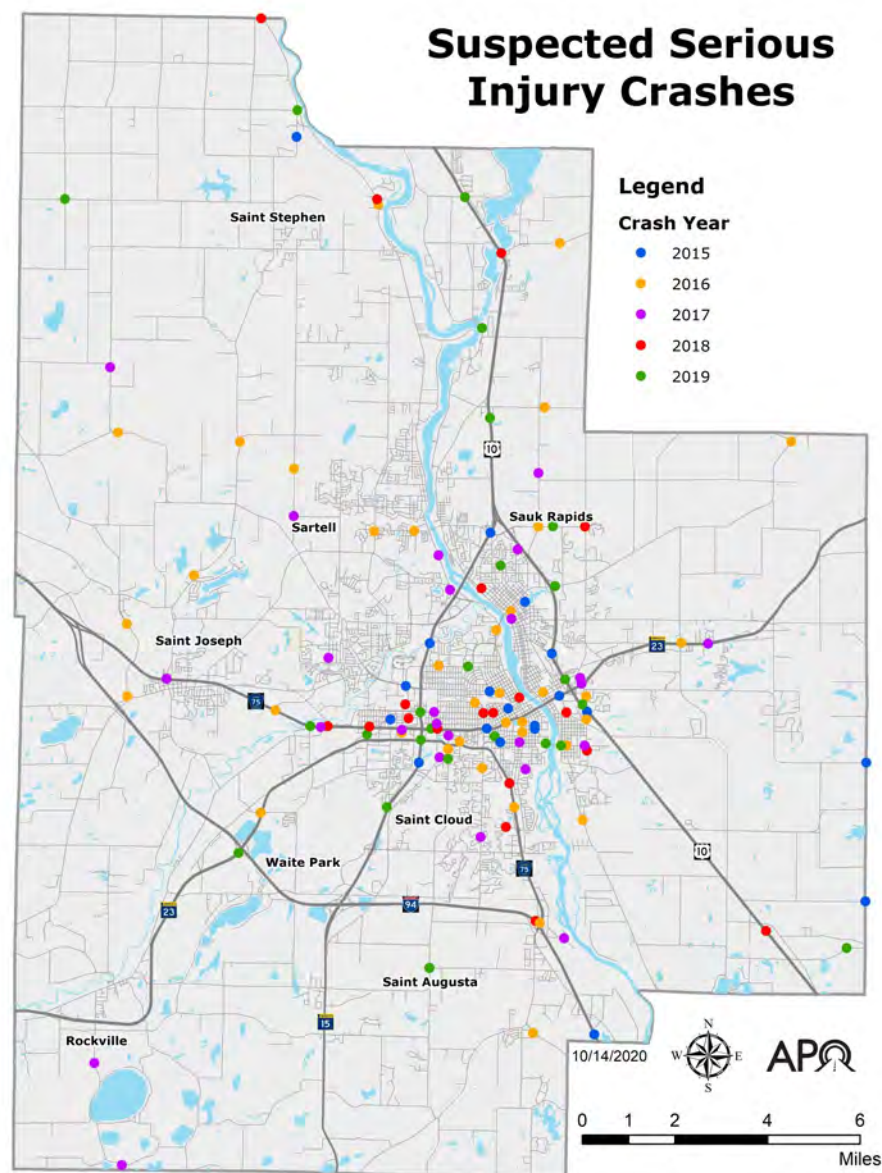 Suspected Serious
Injury Crashes
Legend
Crash Year
2015
2016
2017
2018
2019
Saint Stephen
10
Sartell
Sauk Rapids
Saint Joseph
23
75
Saint Cloud
Waite Park
10
75
23
94
Saint Augusta
15
Rockville
10/14/2020
N
W
E
S
APO
0 1 2 4 6
Miles